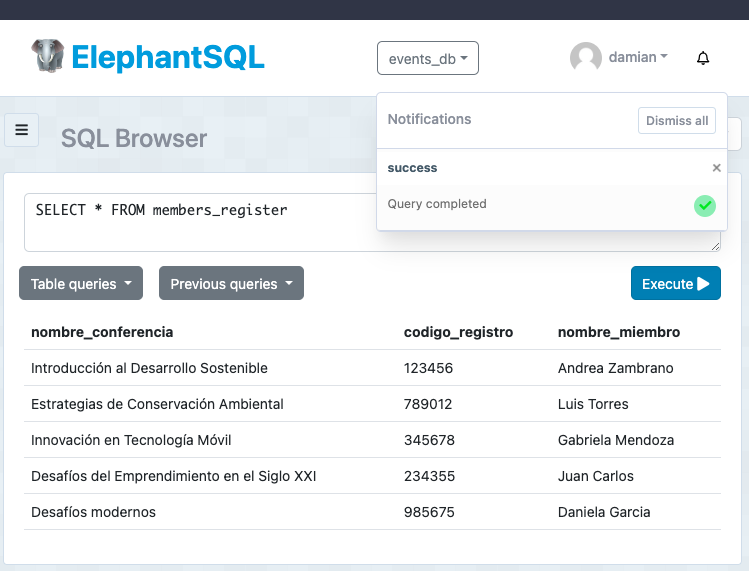 ElephantSQL
events_db
damian
Notifications
Dismiss all
success
×
Query completed
SQL Browser
SELECT * FROM members_register
Table queries
Previous queries
Execute
nombre_conferencia codigo_registro nombre_miembro
Introducción al Desarrollo Sostenible 123456 Andrea Zambrano
Estrategias de Conservación Ambiental 789012 Luis Torres
Innovación en Tecnología Móvil 345678 Gabriela Mendoza
Desafíos del Emprendimiento en el Siglo XXI 234355 Juan Carlos
Desafíos modernos 985675 Daniela Garcia